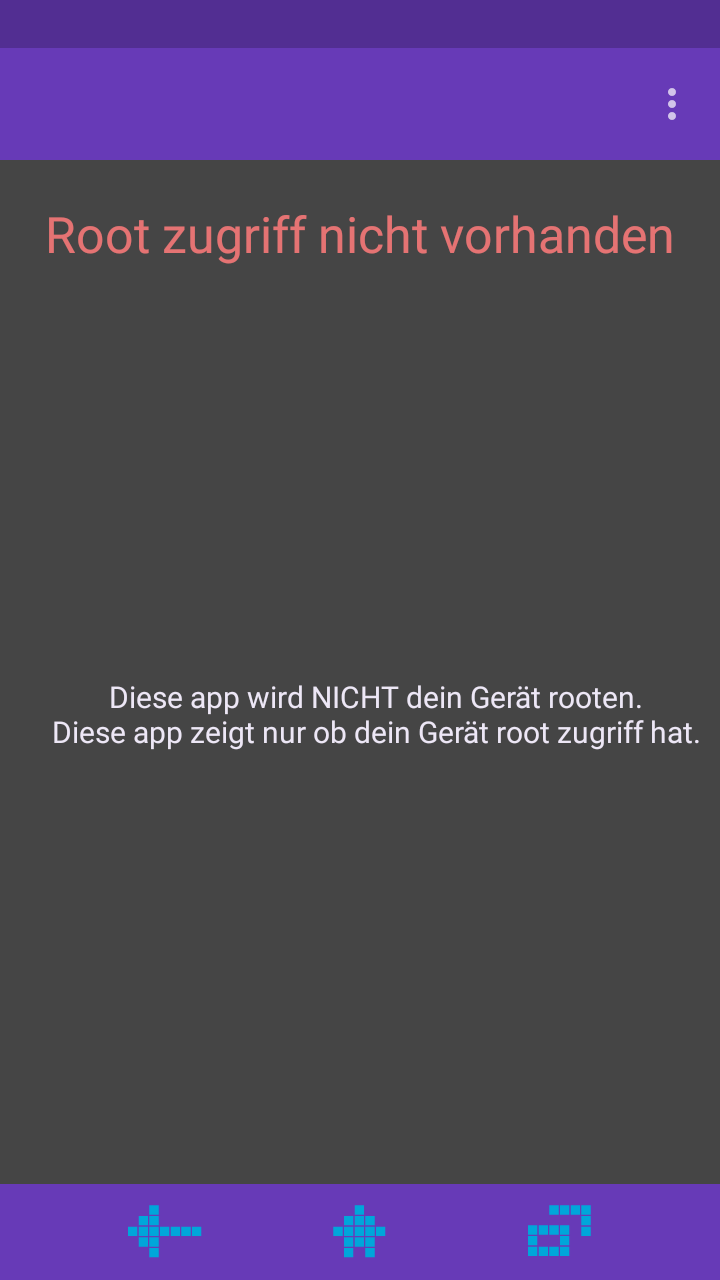 Root zugriff nicht vorhanden
Diese app wird NICHT dein Gerät rooten.
Diese app zeigt nur ob dein Gerät root zugriff hat.